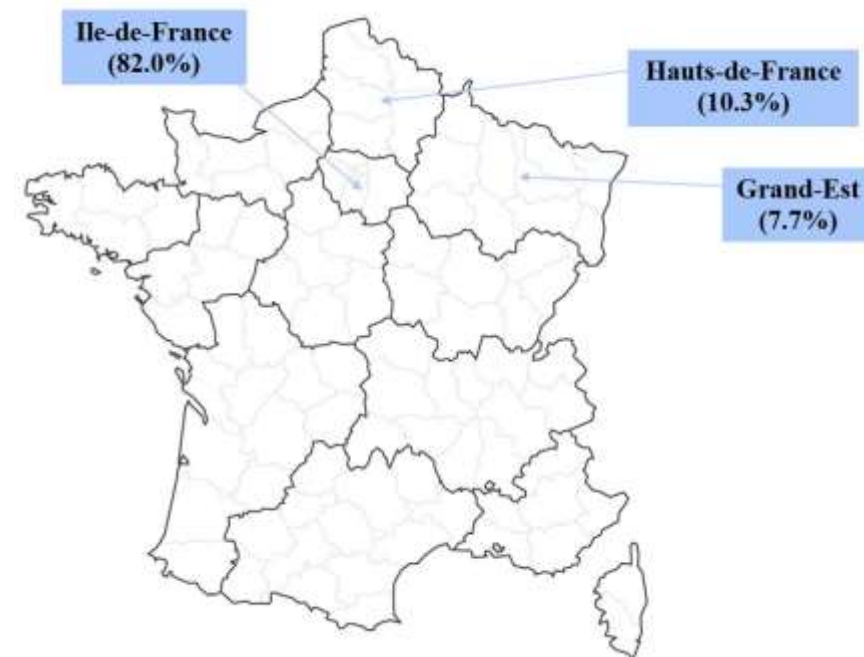 Ile-de-France
(82.0%)
Hauts-de-France
(10.3%)
Grand-Est
(7.7%)